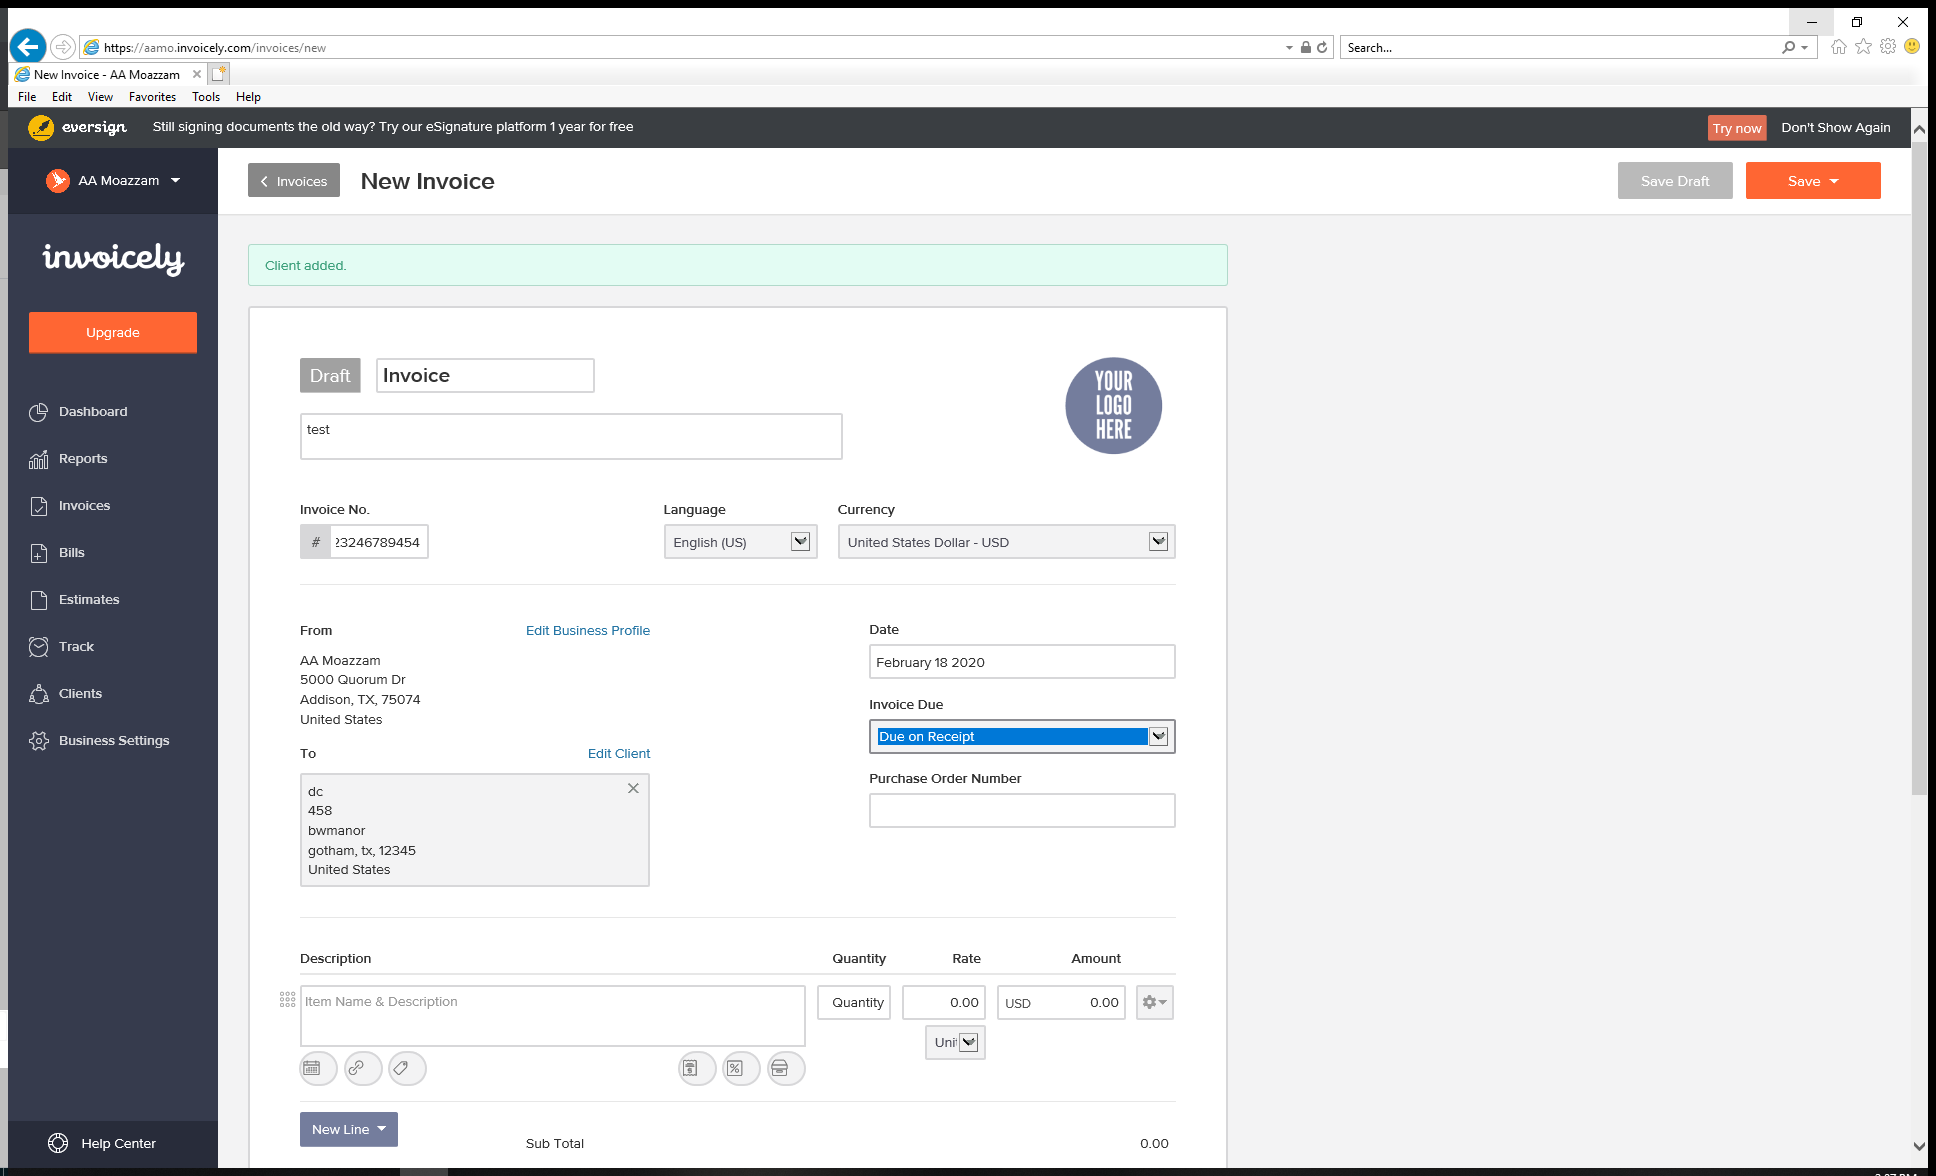 https://aamo.invoicely.com/invoices/new
Search...
New Invoice - AA Moazzam
File Edit View Favorites Tools Help
eversign Still signing documents the old way? Try our eSignature platform 1 year for free Try now Don't Show Again
AA Moazzam
Invoices New Invoice Save Draft Save
invoicely
Upgrade
Dashboard
Reports
Invoices
Bills
Estimates
Track
Clients
Business Settings
Help Center
Client added.
Draft Invoice
YOUR
LOGO
HERE
test
Invoice No. Language Currency
# 23246789454 English (US) United States Dollar - USD
From Edit Business Profile
AA Moazzam
5000 Quorum Dr
Addison, TX, 75074
United States
To Edit Client
dc
458
bwmanor
gotham, tx, 12345
United States
Date
February 18 2020
Invoice Due
Due on Receipt
Purchase Order Number
Description Quantity Rate Amount
Item Name & Description Quantity 0.00 USD 0.00
Unit
New Line
Sub Total 0.00